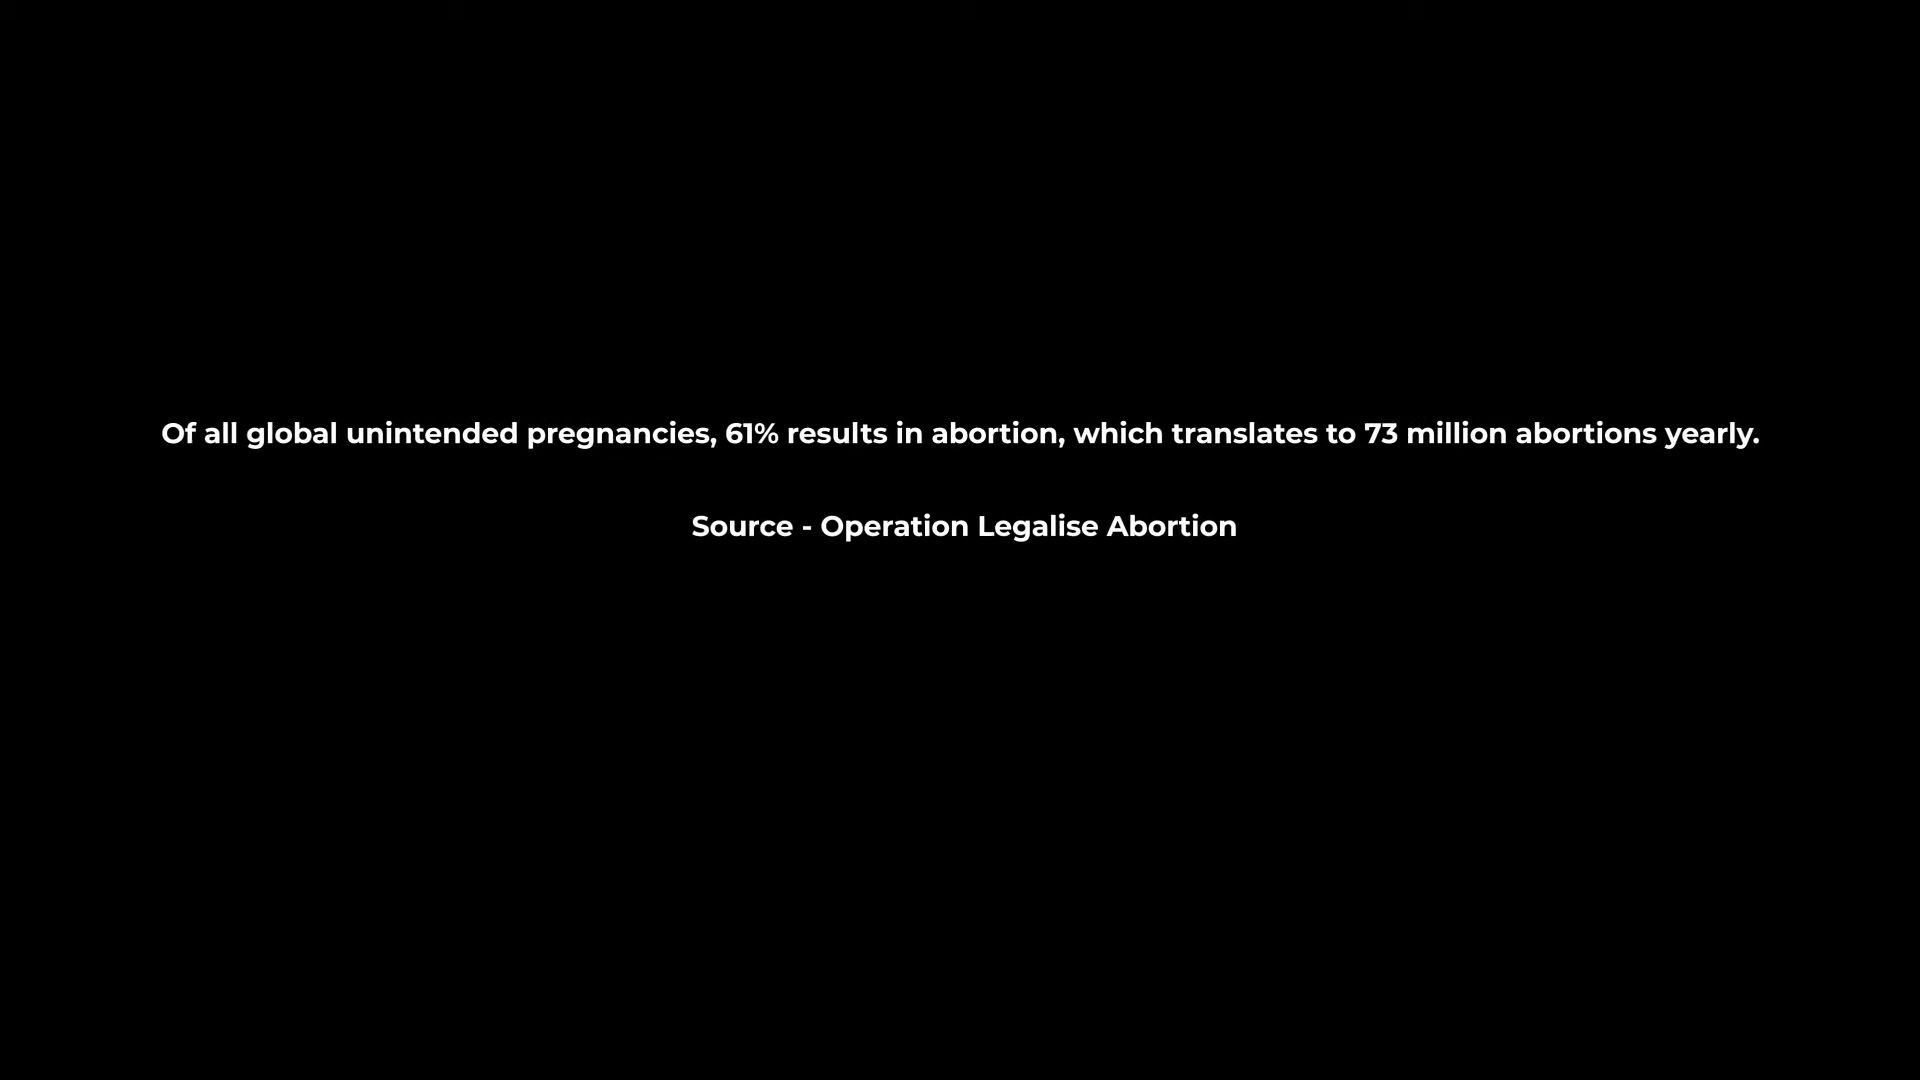 Of all global unintended pregnancies, 61% results in abortion, which translates to 73 million abortions yearly.
Source - Operation Legalise Abortion